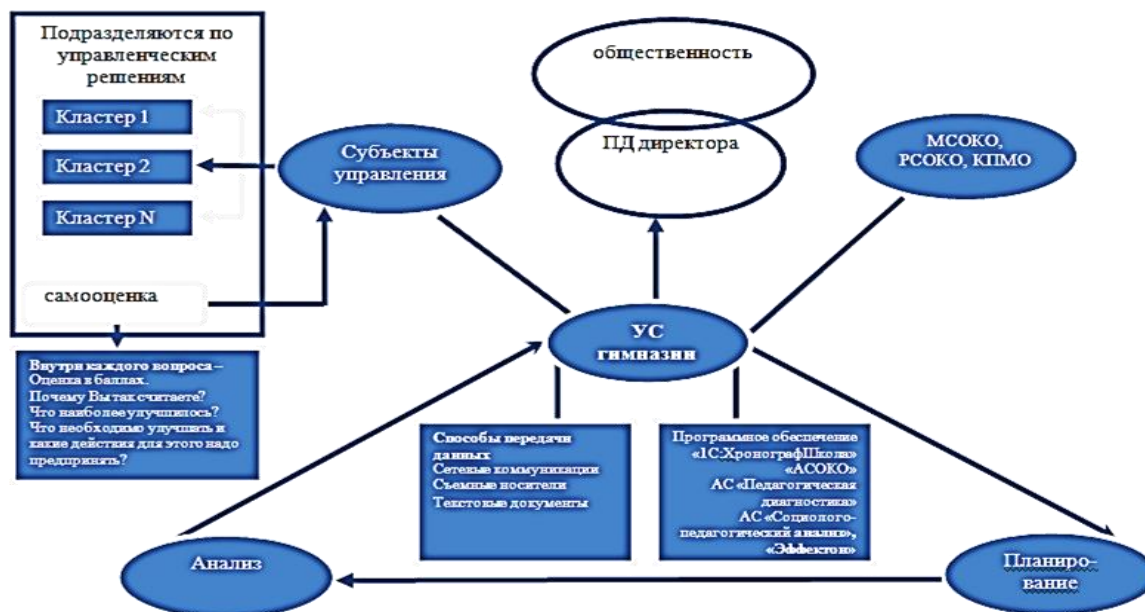 Подразделяются по
управленческим
решениям
Кластер 1
Кластер 2
Кластер N
самооценка
Внутри каждого вопроса –
Оценка в баллах.
Почему Вы так считаете?
Что наиболее улучшилось?
Что необходимо улучшать и
какие действия для этого надо
предпринять?
Субъекты
управления
общественность
ПД директора
МСОКО,
РСОКО, КПМО
УС
гимназии
Способы передачи
данных
Сетевые коммуникации
Съемные носители
Текстовые документы
Программное обеспечение
«1С:ХронографШкола»
«АСОКО»
АС «Педагогическая
диагностика»
АС «Социолого-
педагогический анализ»,
«Эффектон»
Анализ
Планиро-
вание